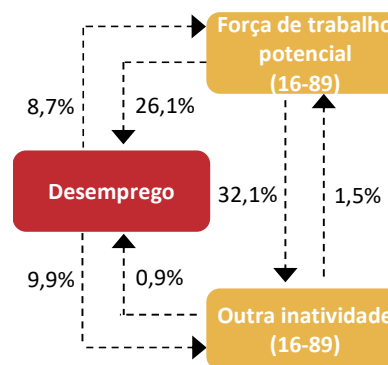 Força de trabalho
potencial
(16-89)
8,7%
26,1%
Desemprego
32,1%
1,5%
9,9%
0,9%
Outra inatividade
(16-89)